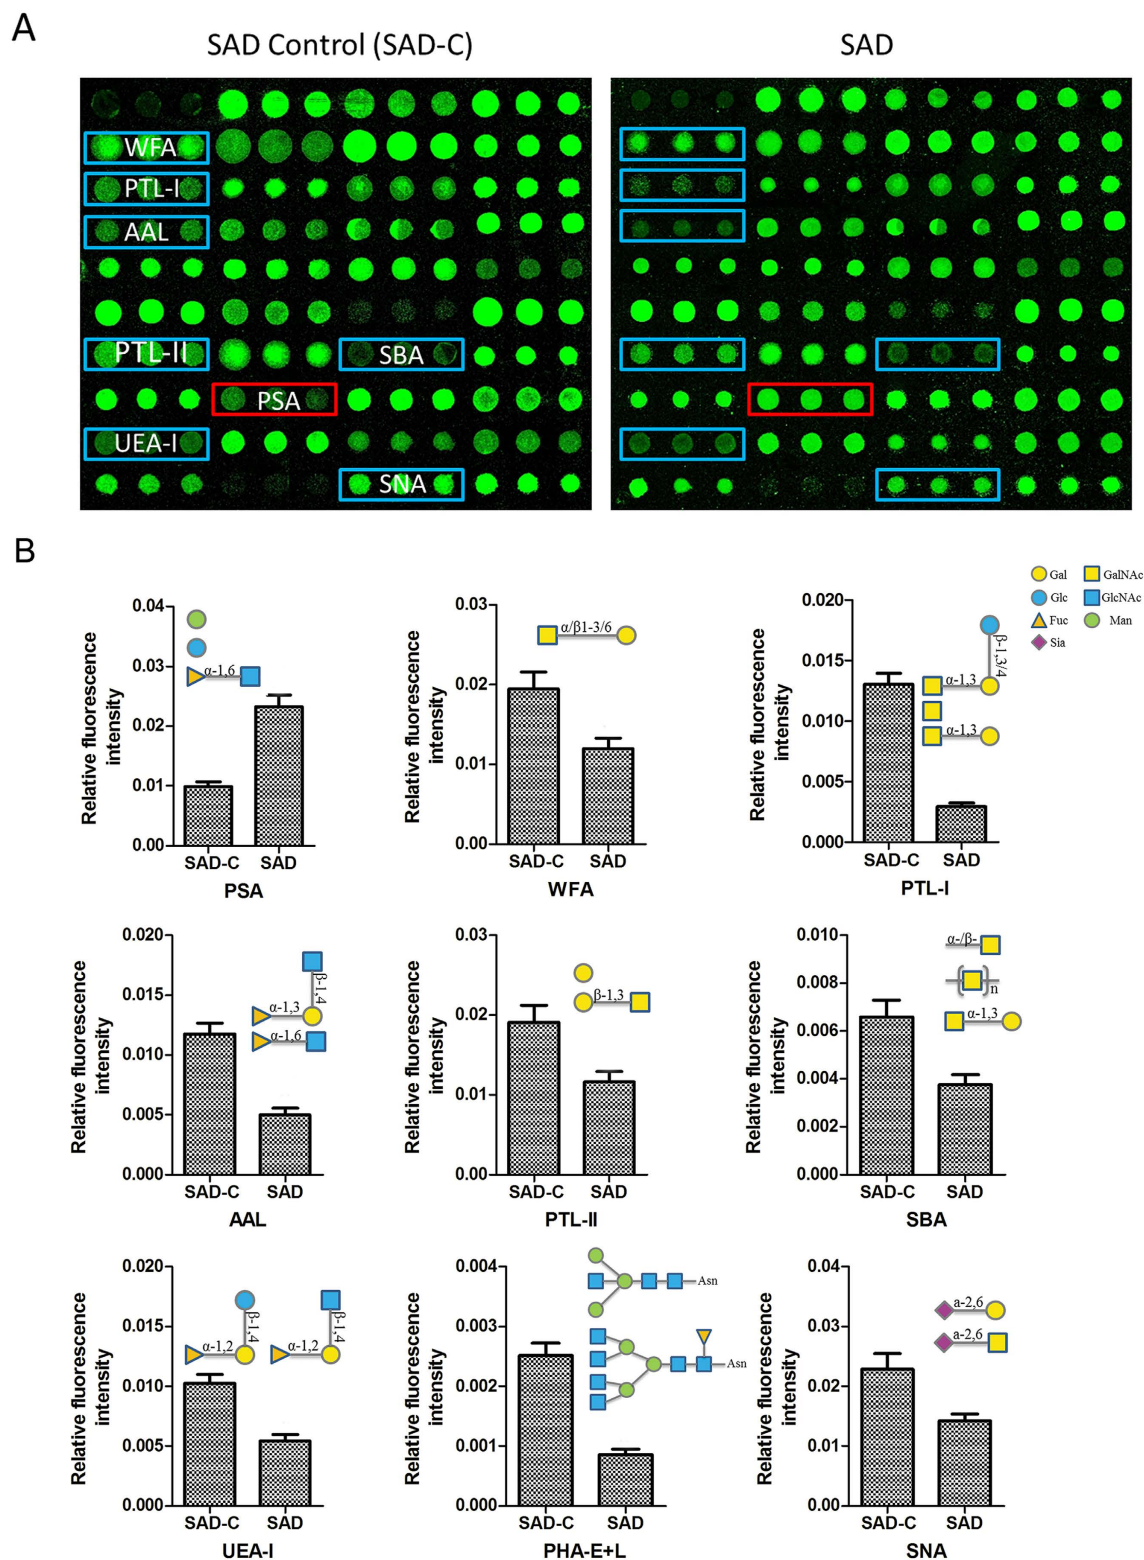 A
SAD Control (SAD-C)
SAD
WFA
PTL-I
AAL
PTL-II
SBA
PSA
UEA-I
SNA
B
Gal
GalNAc
Glc
GlcNAc
Fuc
Man
Sia
Relative fluorescence
intensity
0.04
0.03
0.02
0.01
0.00
α-1,6
SAD-C
SAD
PSA
Relative fluorescence
intensity
0.03
0.02
0.01
0.00
α/β1-3/6
SAD-C
SAD
WFA
Relative fluorescence
intensity
0.020
0.015
0.010
0.005
0.000
β-1,3/4
α-1,3
α-1,3
SAD-C
SAD
PTL-I
Relative fluorescence
intensity
0.020
0.015
0.010
0.005
0.000
β-1,4
α-1,3
α-1,6
SAD-C
SAD
AAL
Relative fluorescence
intensity
0.03
0.02
0.01
0.00
β-1,3
SAD-C
SAD
PTL-II
Relative fluorescence
intensity
0.010
0.008
0.006
0.004
0.002
0.000
α-/β-
n
α-1,3
SAD-C
SAD
SBA
Relative fluorescence
intensity
0.020
0.015
0.010
0.005
0.000
β-1,4
β-1,4
α-1,2
α-1,2
SAD-C
SAD
UEA-I
Relative fluorescence
intensity
0.004
0.003
0.002
0.001
0.000
Asn
Asn
SAD-C
SAD
PHA-E+L
Relative fluorescence
intensity
0.04
0.03
0.02
0.01
0.00
a-2,6
a-2,6
SAD-C
SAD
SNA